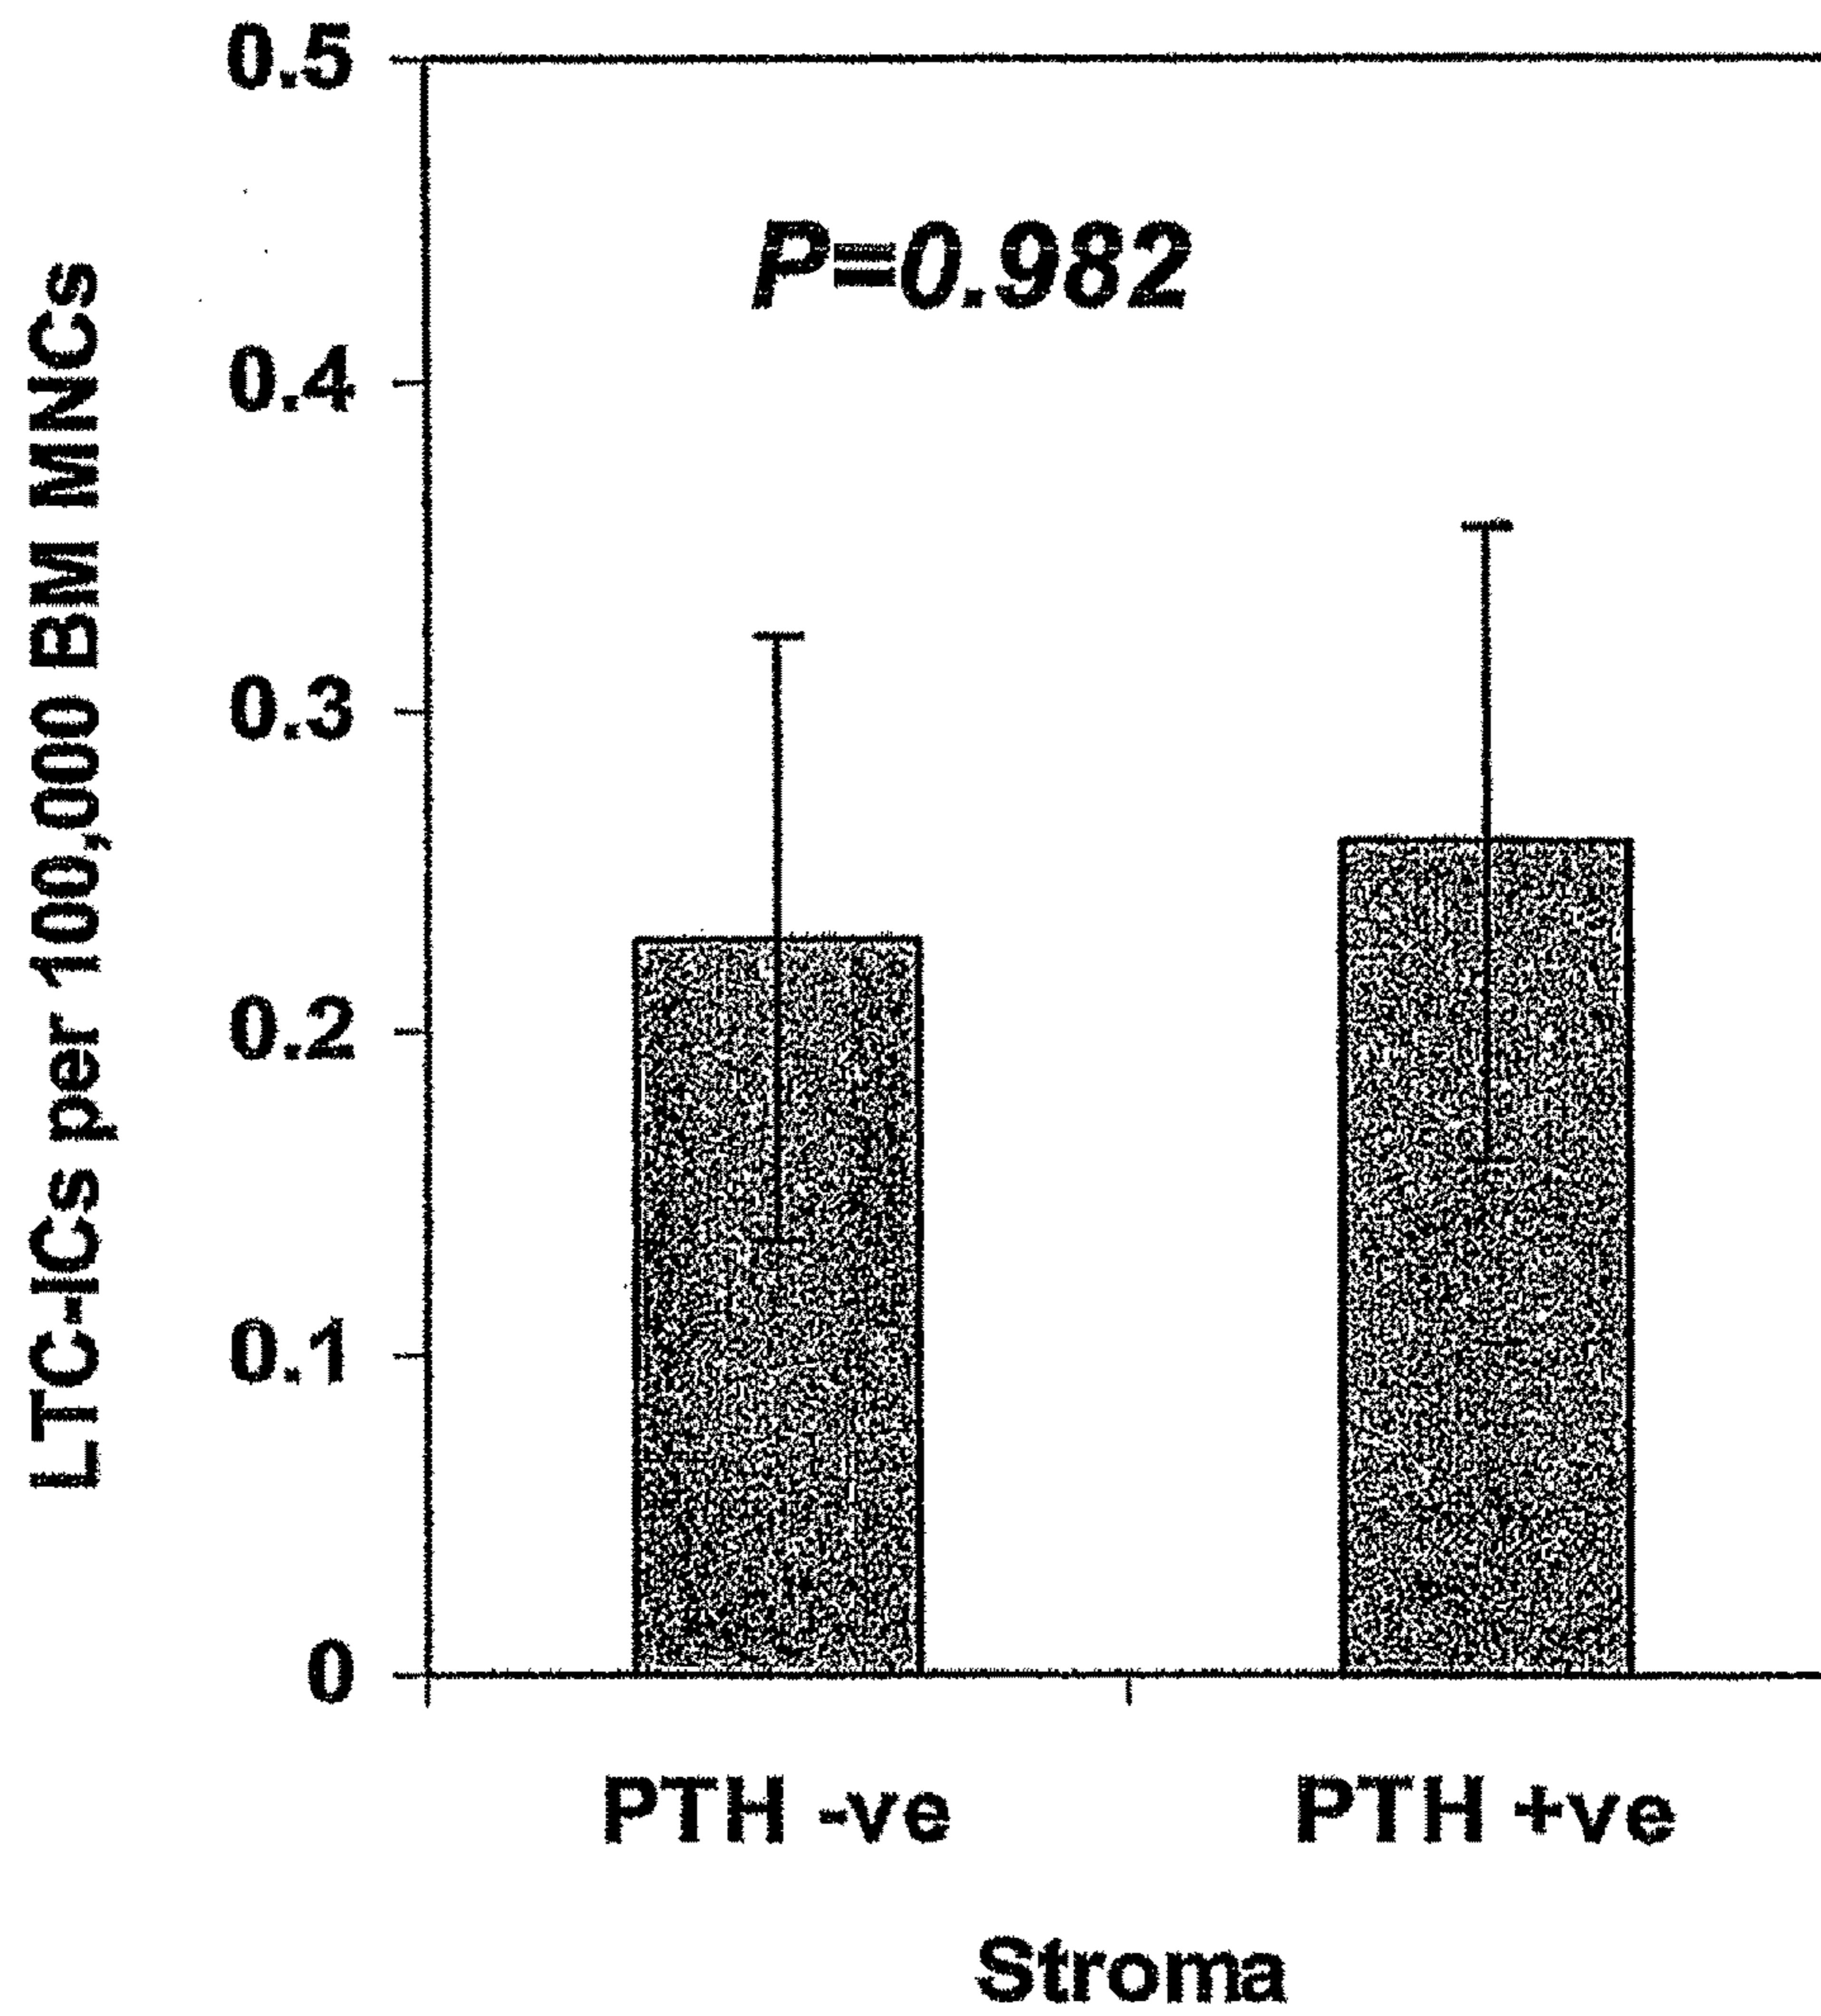 LTC-ICs per 100,000 BM MNCs
0.5
0.4
0.3
0.2
0.1
0
P=0.982
PTH -ve PTH +ve
Stroma